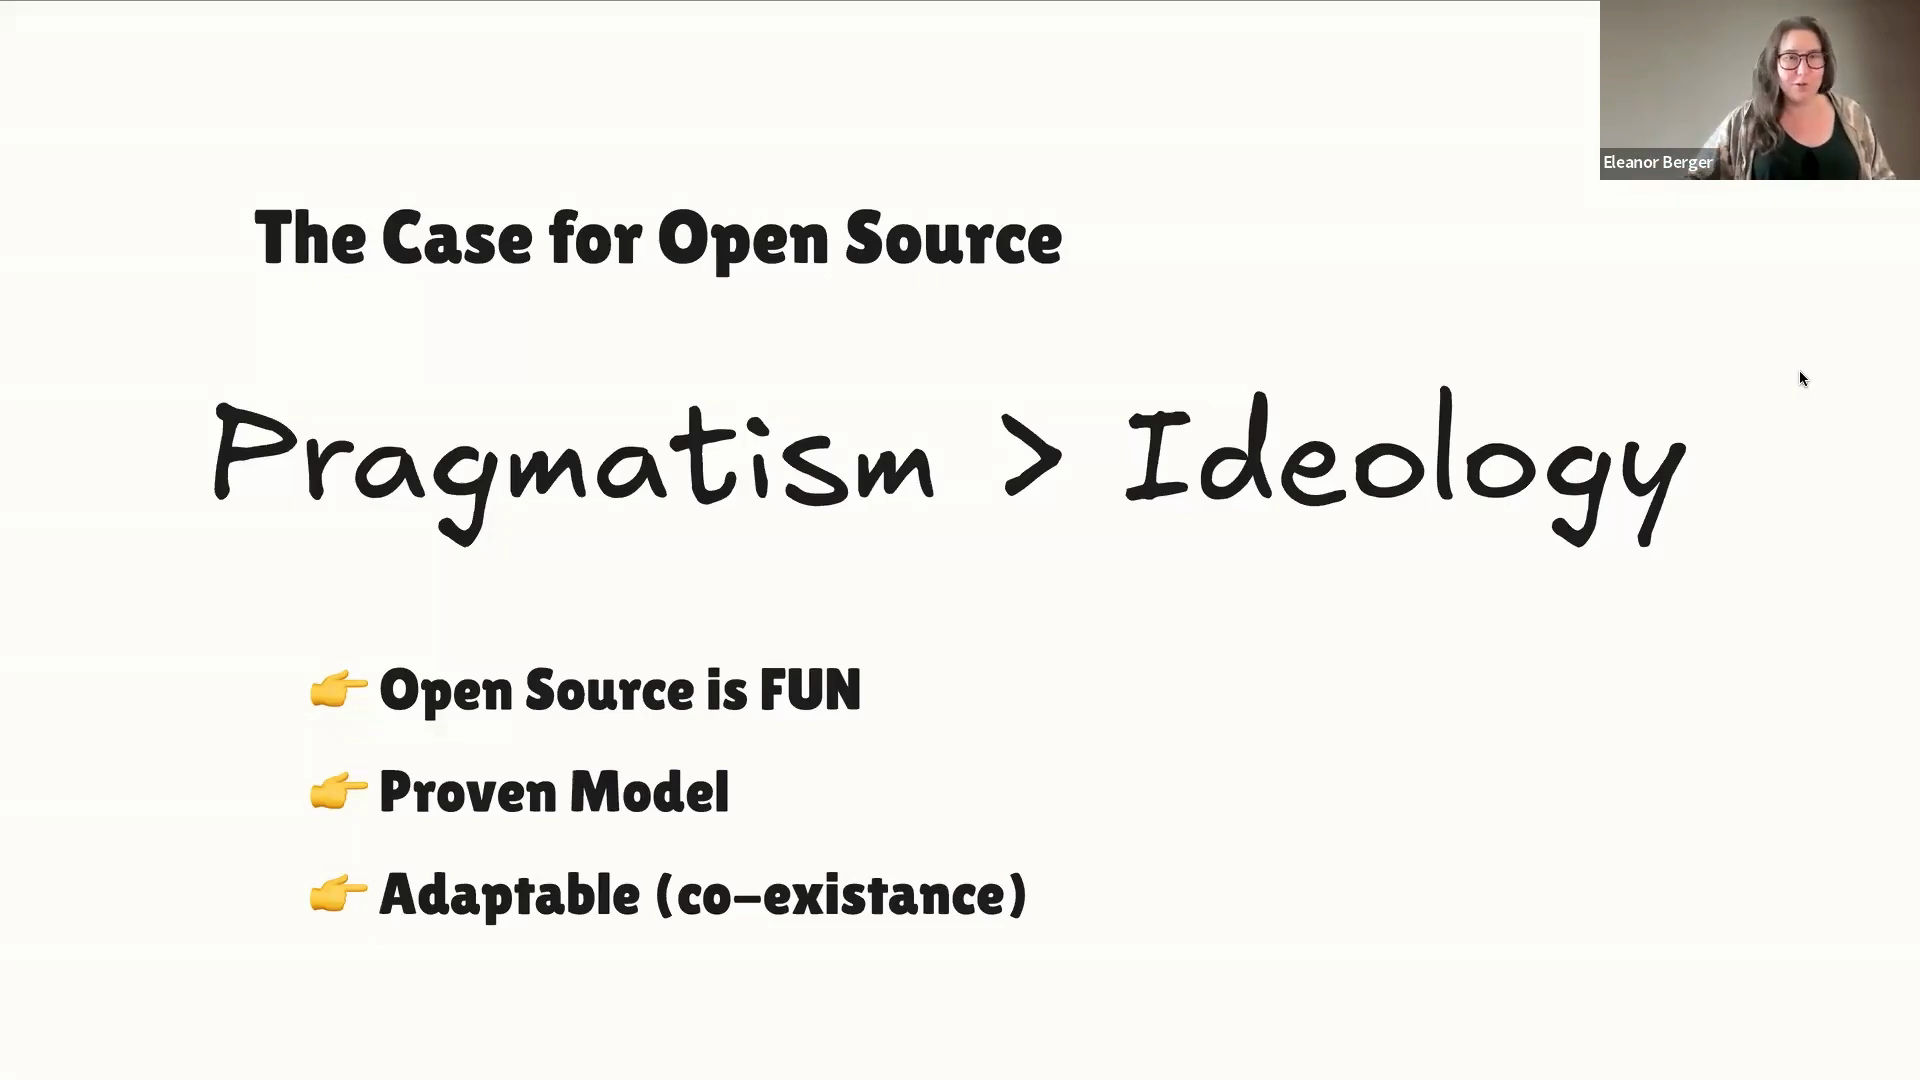 Eleanor Berger
The Case for Open Source
Pragmatism > Ideology
👉 Open Source is FUN
👉 Proven Model
👉 Adaptable (co-existance)